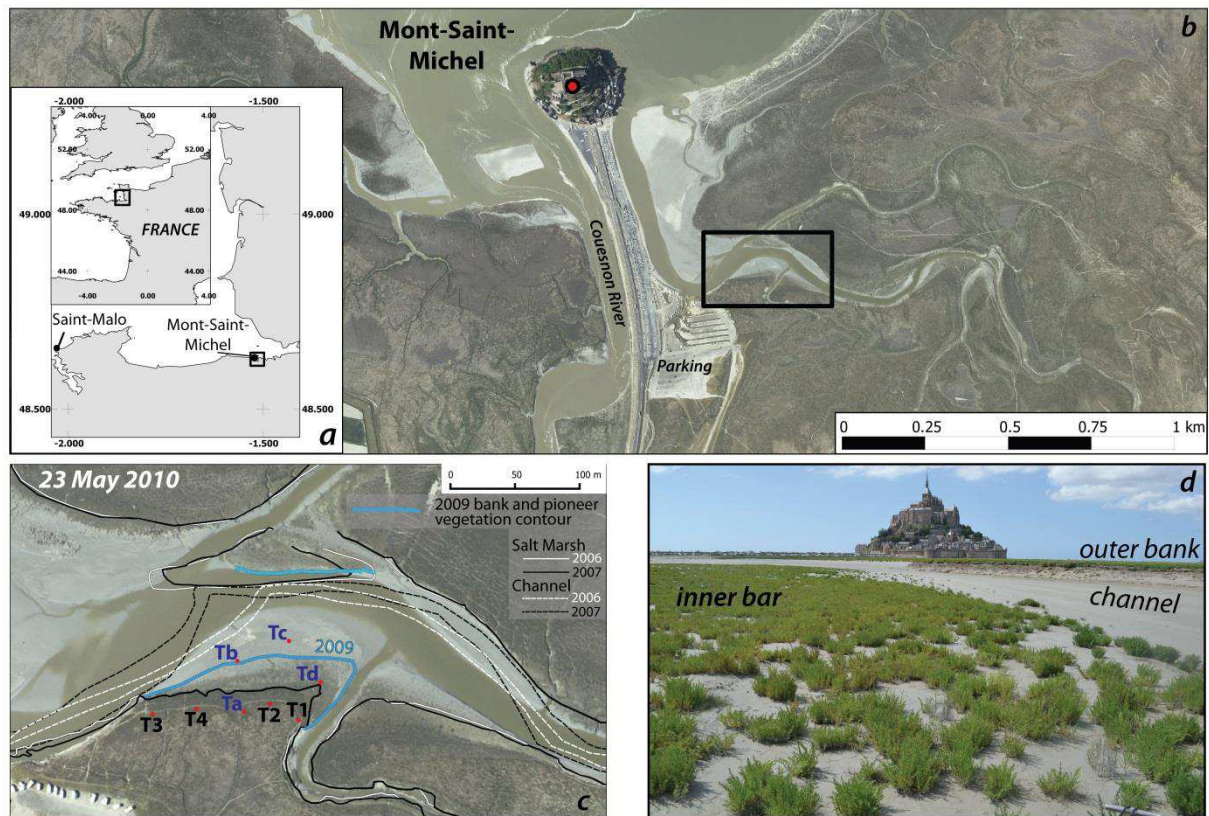 Mont-Saint-
Michel
b
-2.000
-1.500
-4.00
0.00
4.00
52.00
52.00
48.00
48.00
44.00
44.00
-4.00
0.00
4.00
FRANCE
49.000
49.000
Saint-Malo
Mont-Saint-
Michel
48.500
48.500
-2.000
-1.500
a
Couesnon River
Parking
0 0.25 0.5 0.75 1 km
23 May 2010
0 50 100 m
2009 bank and pioneer
vegetation contour
Salt Marsh
2006
2007
Channel
2006
2007
Tc
2009
Tb
Td
Ta
T2
T1
T4
T3
c
d
outer bank
inner bar
channel